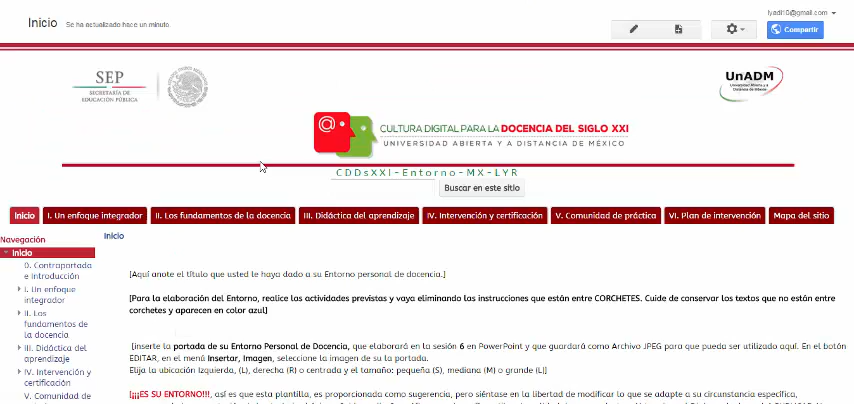 Inicio
Se ha actualizado hace un minuto
lyadi18@gmail.com
Compartir
SEP
SECRETARÍA DE
EDUCACIÓN PÚBLICA
UnADM
Universidad Abierta y a
Distancia de México
@
CULTURA DIGITAL PARA LA DOCENCIA DEL SIGLO XXI
UNIVERSIDAD ABIERTA Y A DISTANCIA DE MÉXICO
CDDsXXI-Entorno-MX-LYR
Buscar en este sitio
Inicio I. Un enfoque integrador II. Los fundamentos de la docencia III. Didáctica del aprendizaje IV. Intervención y certificación V. Comunidad de práctica VI. Plan de intervención Mapa del sitio
Navegación
Inicio
0. Contraportada
e introducción
I. Un enfoque
integrador
II. Los
fundamentos de
la docencia
III. Didáctica del
aprendizaje
IV. Intervención y
certificación
V. Comunidad de
Inicio
[Aquí anote el título que usted le haya dado a su Entorno personal de docencia.]
[Para la elaboración del Entorno, realice las actividades previstas y vaya eliminando las instrucciones que están entre CORCHETES. Cuide de conservar los textos que no están entre
corchetes y aparecen en color azul]
[inserte la portada de su Entorno Personal de Docencia, que elaborará en la sesión 6 en PowerPoint y que guardará como Archivo JPEG para que pueda ser utilizado aquí. En el botón
EDITAR, en el menú Insertar, Imagen, seleccione la imagen de su la portada.
Elija la ubicación Izquierda, (L), derecha (R) o centrada y el tamaño: pequeña (S), mediana (M) o grande (L)]
[¡¡¡ES SU ENTORNO!!!, así es que esta plantilla, es proporcionada como sugerencia, pero siéntase en la libertad de modificar lo que se adapte a su circunstancia específica,